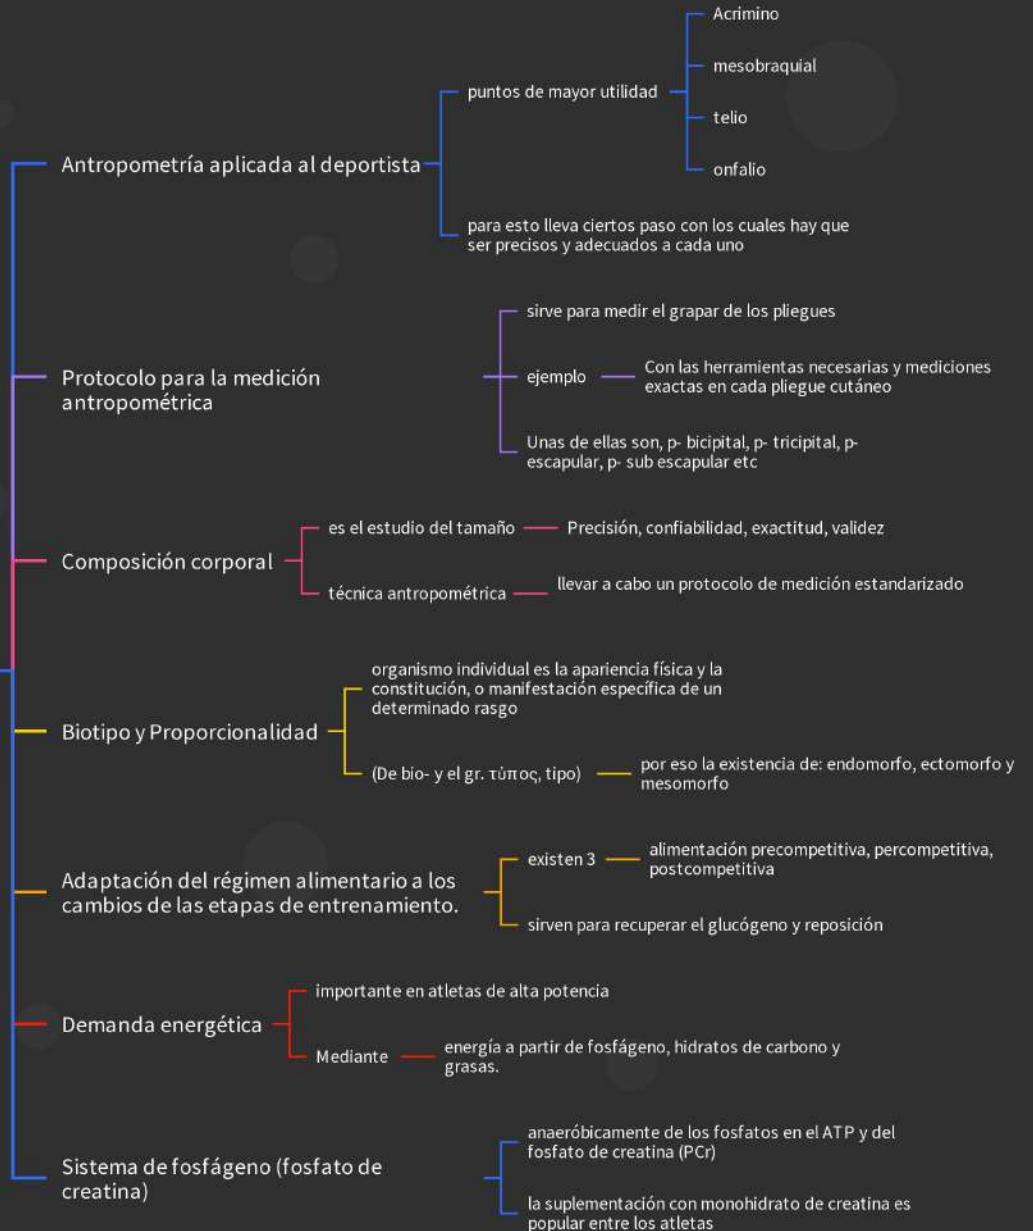 Antropometría aplicada al deportista
puntos de mayor utilidad
Acrimino
mesobraquial
telio
onfalio
para esto lleva ciertos paso con los cuales hay que
ser precisos y adecuados a cada uno
Protocolo para la medición
antropométrica
sirve para medir el grapar de los pliegues
ejemplo
Con las herramientas necesarias y mediciones
exactas en cada pliegue cutáneo
Unas de ellas son, p- bicipital, p- tricipital, p-
escapular, p- sub escapular etc
Composición corporal
es el estudio del tamaño
Precisión, confiabilidad, exactitud, validez
técnica antropométrica
llevar a cabo un protocolo de medición estandarizado
Biotipo y Proporcionalidad
organismo individual es la apariencia física y la
constitución, o manifestación específica de un
determinado rasgo
(De bio- y el gr. τὐπος, tipo)
por eso la existencia de: endomorfo, ectomorfo y
mesomorfo
Adaptación del régimen alimentario a los
cambios de las etapas de entrenamiento.
existen 3
alimentación precompetitiva, percompetitiva,
postcompetitiva
sirven para recuperar el glucógeno y reposición
Demanda energética
importante en atletas de alta potencia
Mediante
energía a partir de fosfágeno, hidratos de carbono y
grasas.
Sistema de fosfágeno (fosfato de
creatina)
anaeróbicamente de los fosfatos en el ATP y del
fosfato de creatina (PCr)
la suplementación con monohidrato de creatina es
popular entre los atletas